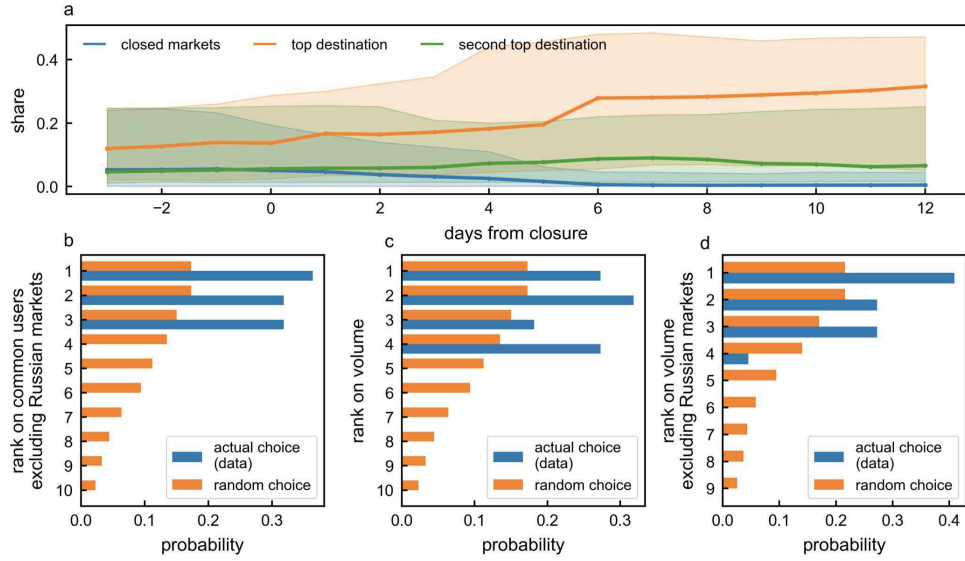 a
closed markets
top destination
second top destination
0.4
0.2
0.0
share
−2
0
2
4
6
8
10
12
days from closure
b
1
2
3
4
5
6
7
8
9
10
rank on common users
excluding Russian markets
actual choice
(data)
random choice
0.0
0.1
0.2
0.3
probability
c
1
2
3
4
5
6
7
8
9
10
rank on volume
actual choice
(data)
random choice
0.0
0.1
0.2
0.3
probability
d
1
2
3
4
5
6
7
8
9
rank on volume
excluding Russian markets
actual choice
(data)
random choice
0.0
0.1
0.2
0.3
0.4
probability